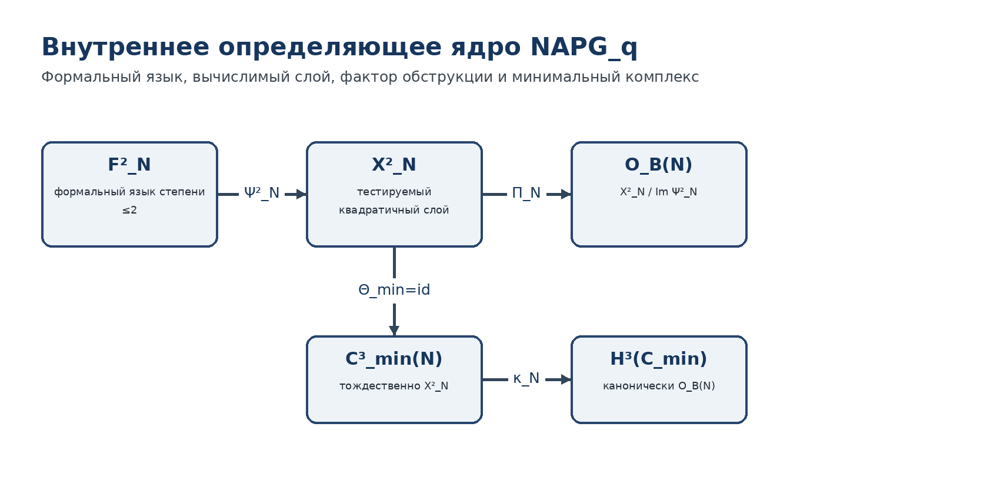 Внутреннее определяющее ядро NAPG_q
Формальный язык, вычислимый слой, фактор обструкции и минимальный комплекс
F²_N
формальный язык степени
≤2
Ψ²_N
X²_N
тестируемый
квадратичный слой
Π_N
O_B(N)
X²_N / Im Ψ²_N
Θ_min=id
C³_min(N)
тождественно X²_N
κ_N
H³(C_min)
канонически O_B(N)